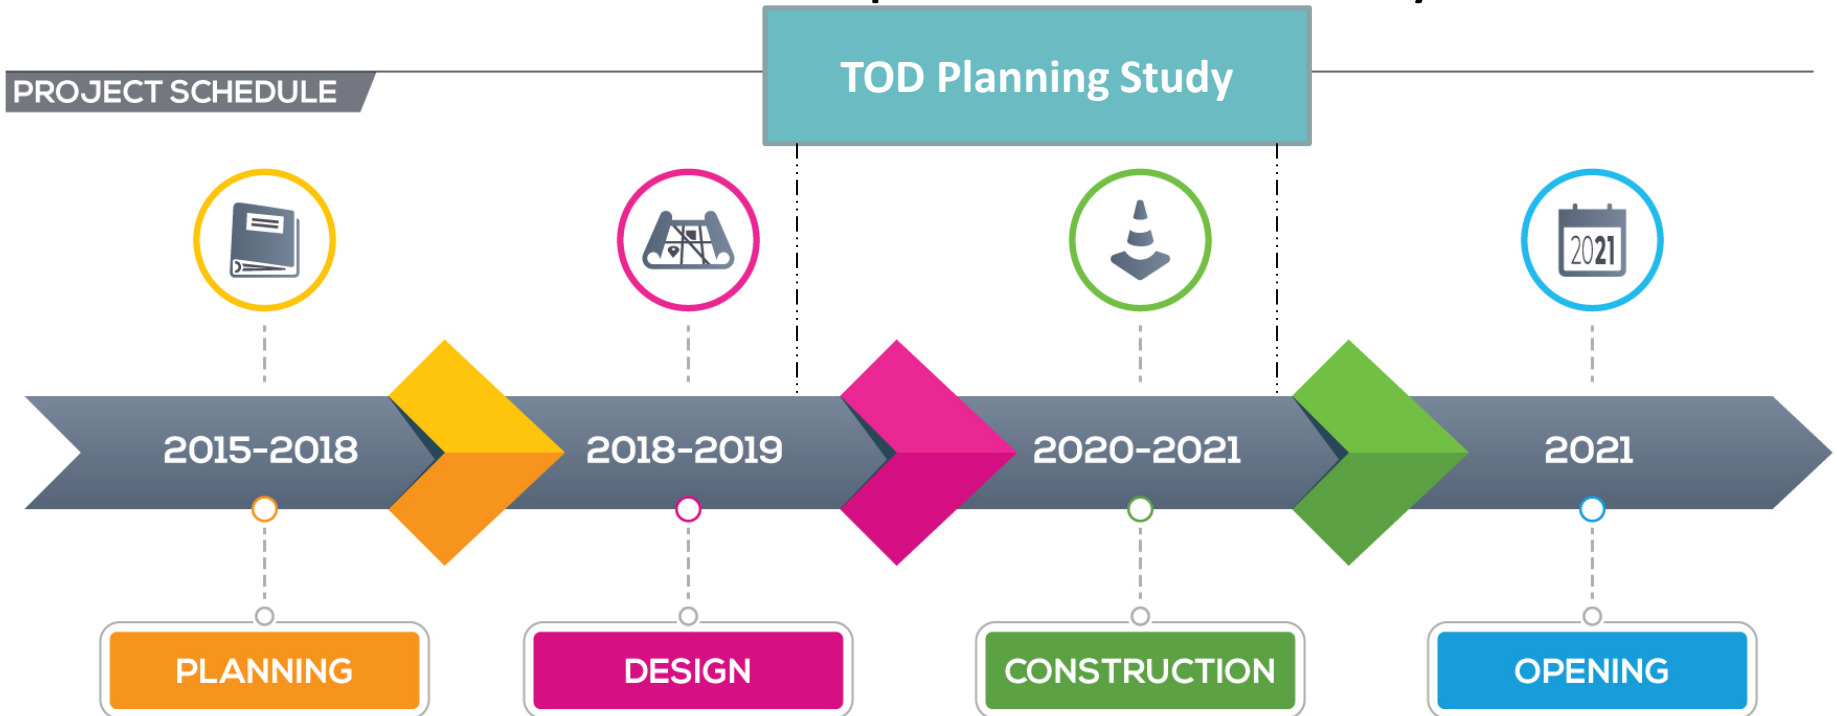 TOD Planning Study
PROJECT SCHEDULE
2021
2015-2018
2018-2019
2020-2021
2021
PLANNING
DESIGN
CONSTRUCTION
OPENING